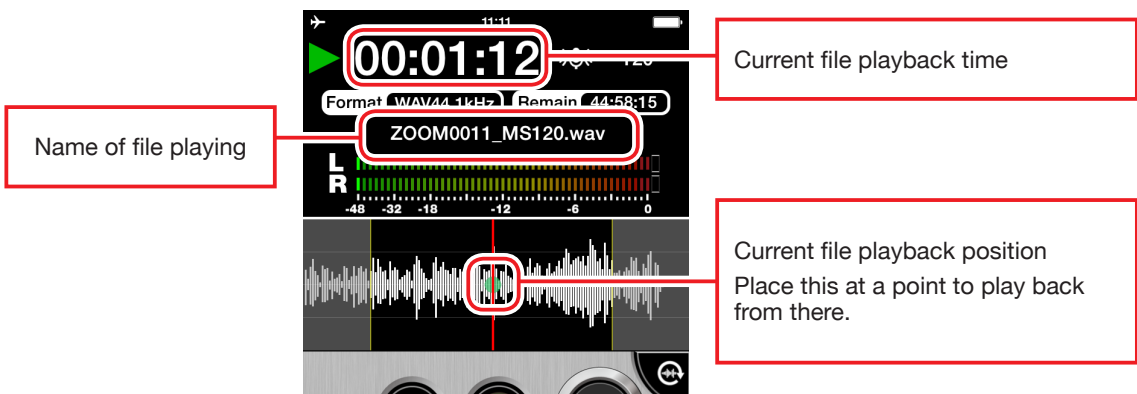 11:11
00:01:12
Current file playback time
Format WAV44.1kHz Remain 44:58:15
Name of file playing
ZOOM0011_MS120.wav
L
R
-48 -32 -18 -12 -6 0
Current file playback position
Place this at a point to play back
from there.